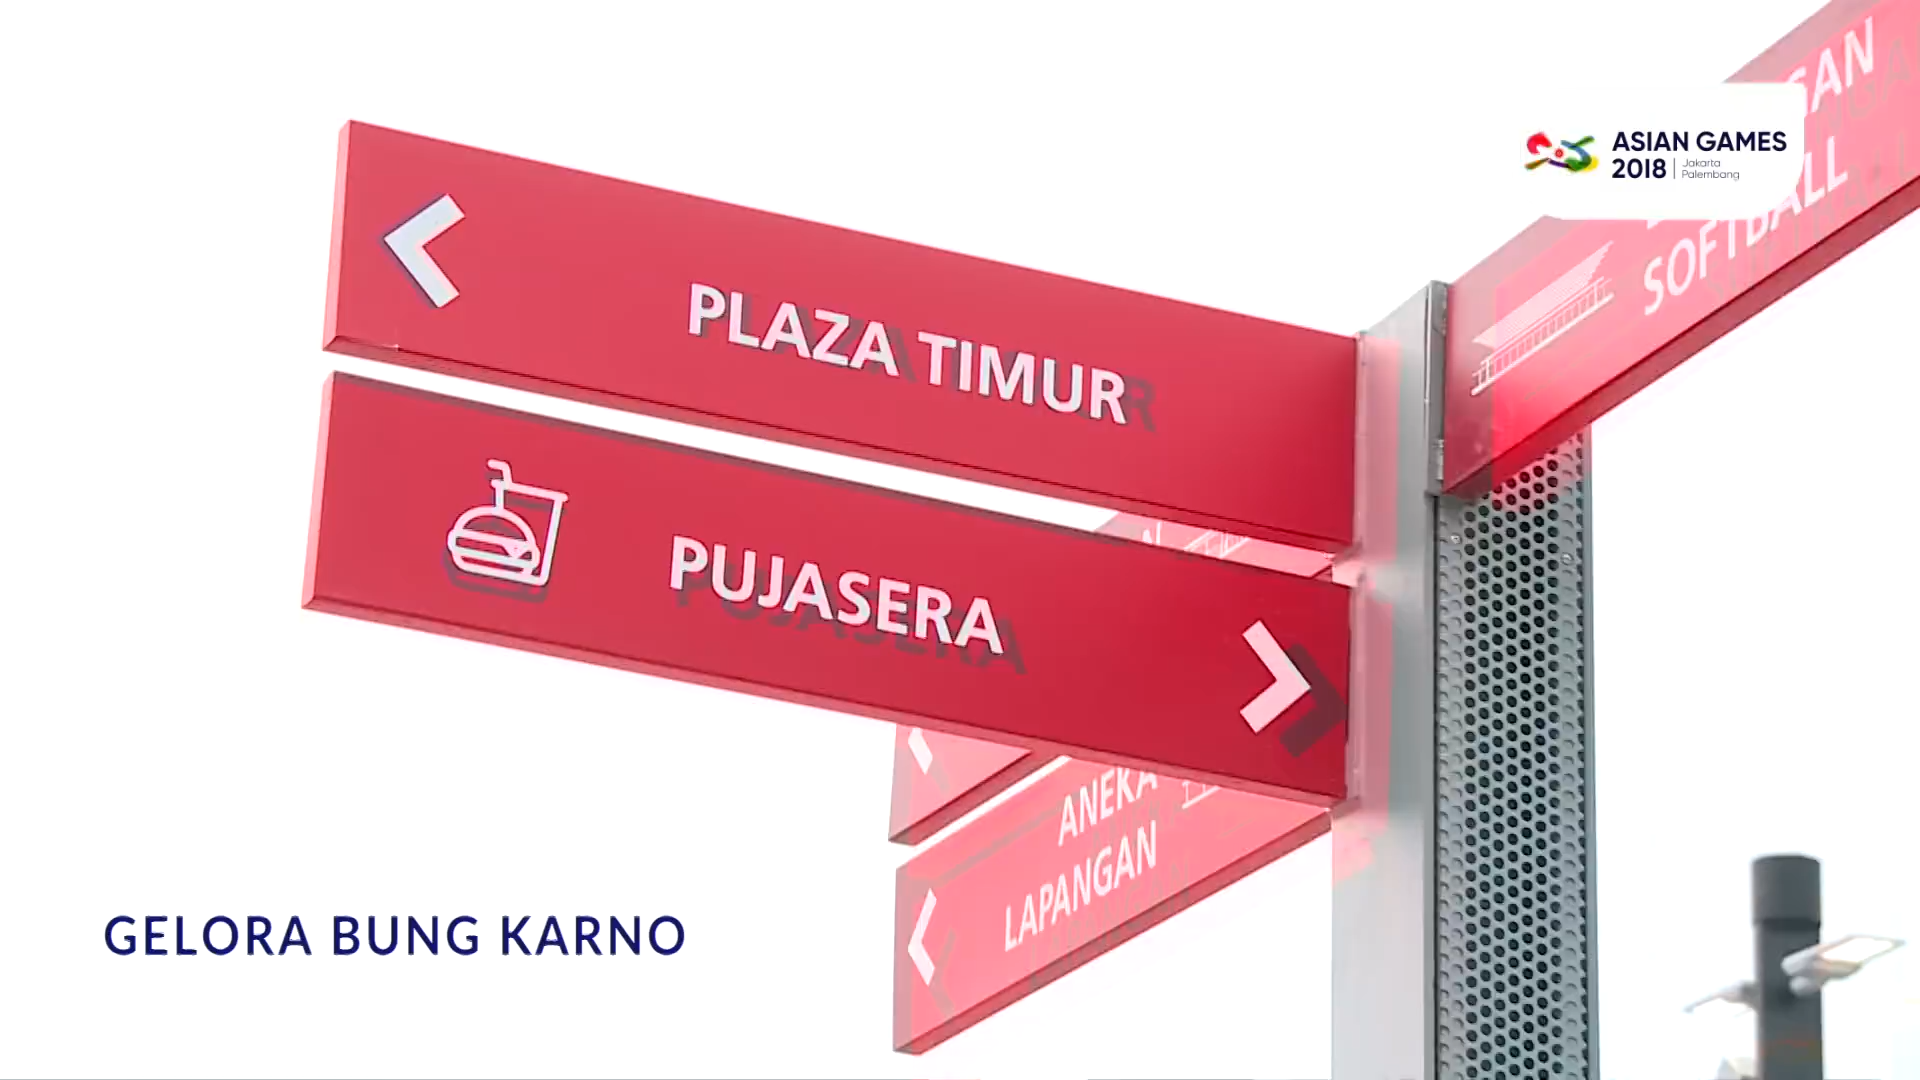 ASIAN GAMES
2018 | Jakarta
Palembang
SOFTBALL
PLAZA TIMUR
PUJASERA
ANEKA
LAPANGAN
GELORA BUNG KARNO